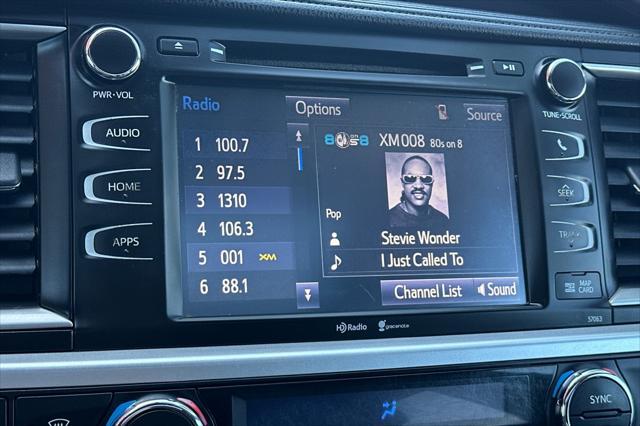 PWR•VOL
AUDIO
HOME
APPS
Radio
Options
Source
1 100.7
2 97.5
3 1310
4 106.3
5 001 XM
6 88.1
XM008 80s on 8
Pop
Stevie Wonder
I Just Called To
Channel List
Sound
HD Radio
gracenote
TUNE•SCROLL
SEEK
TRACK
MAP CARD
57063
SYNC